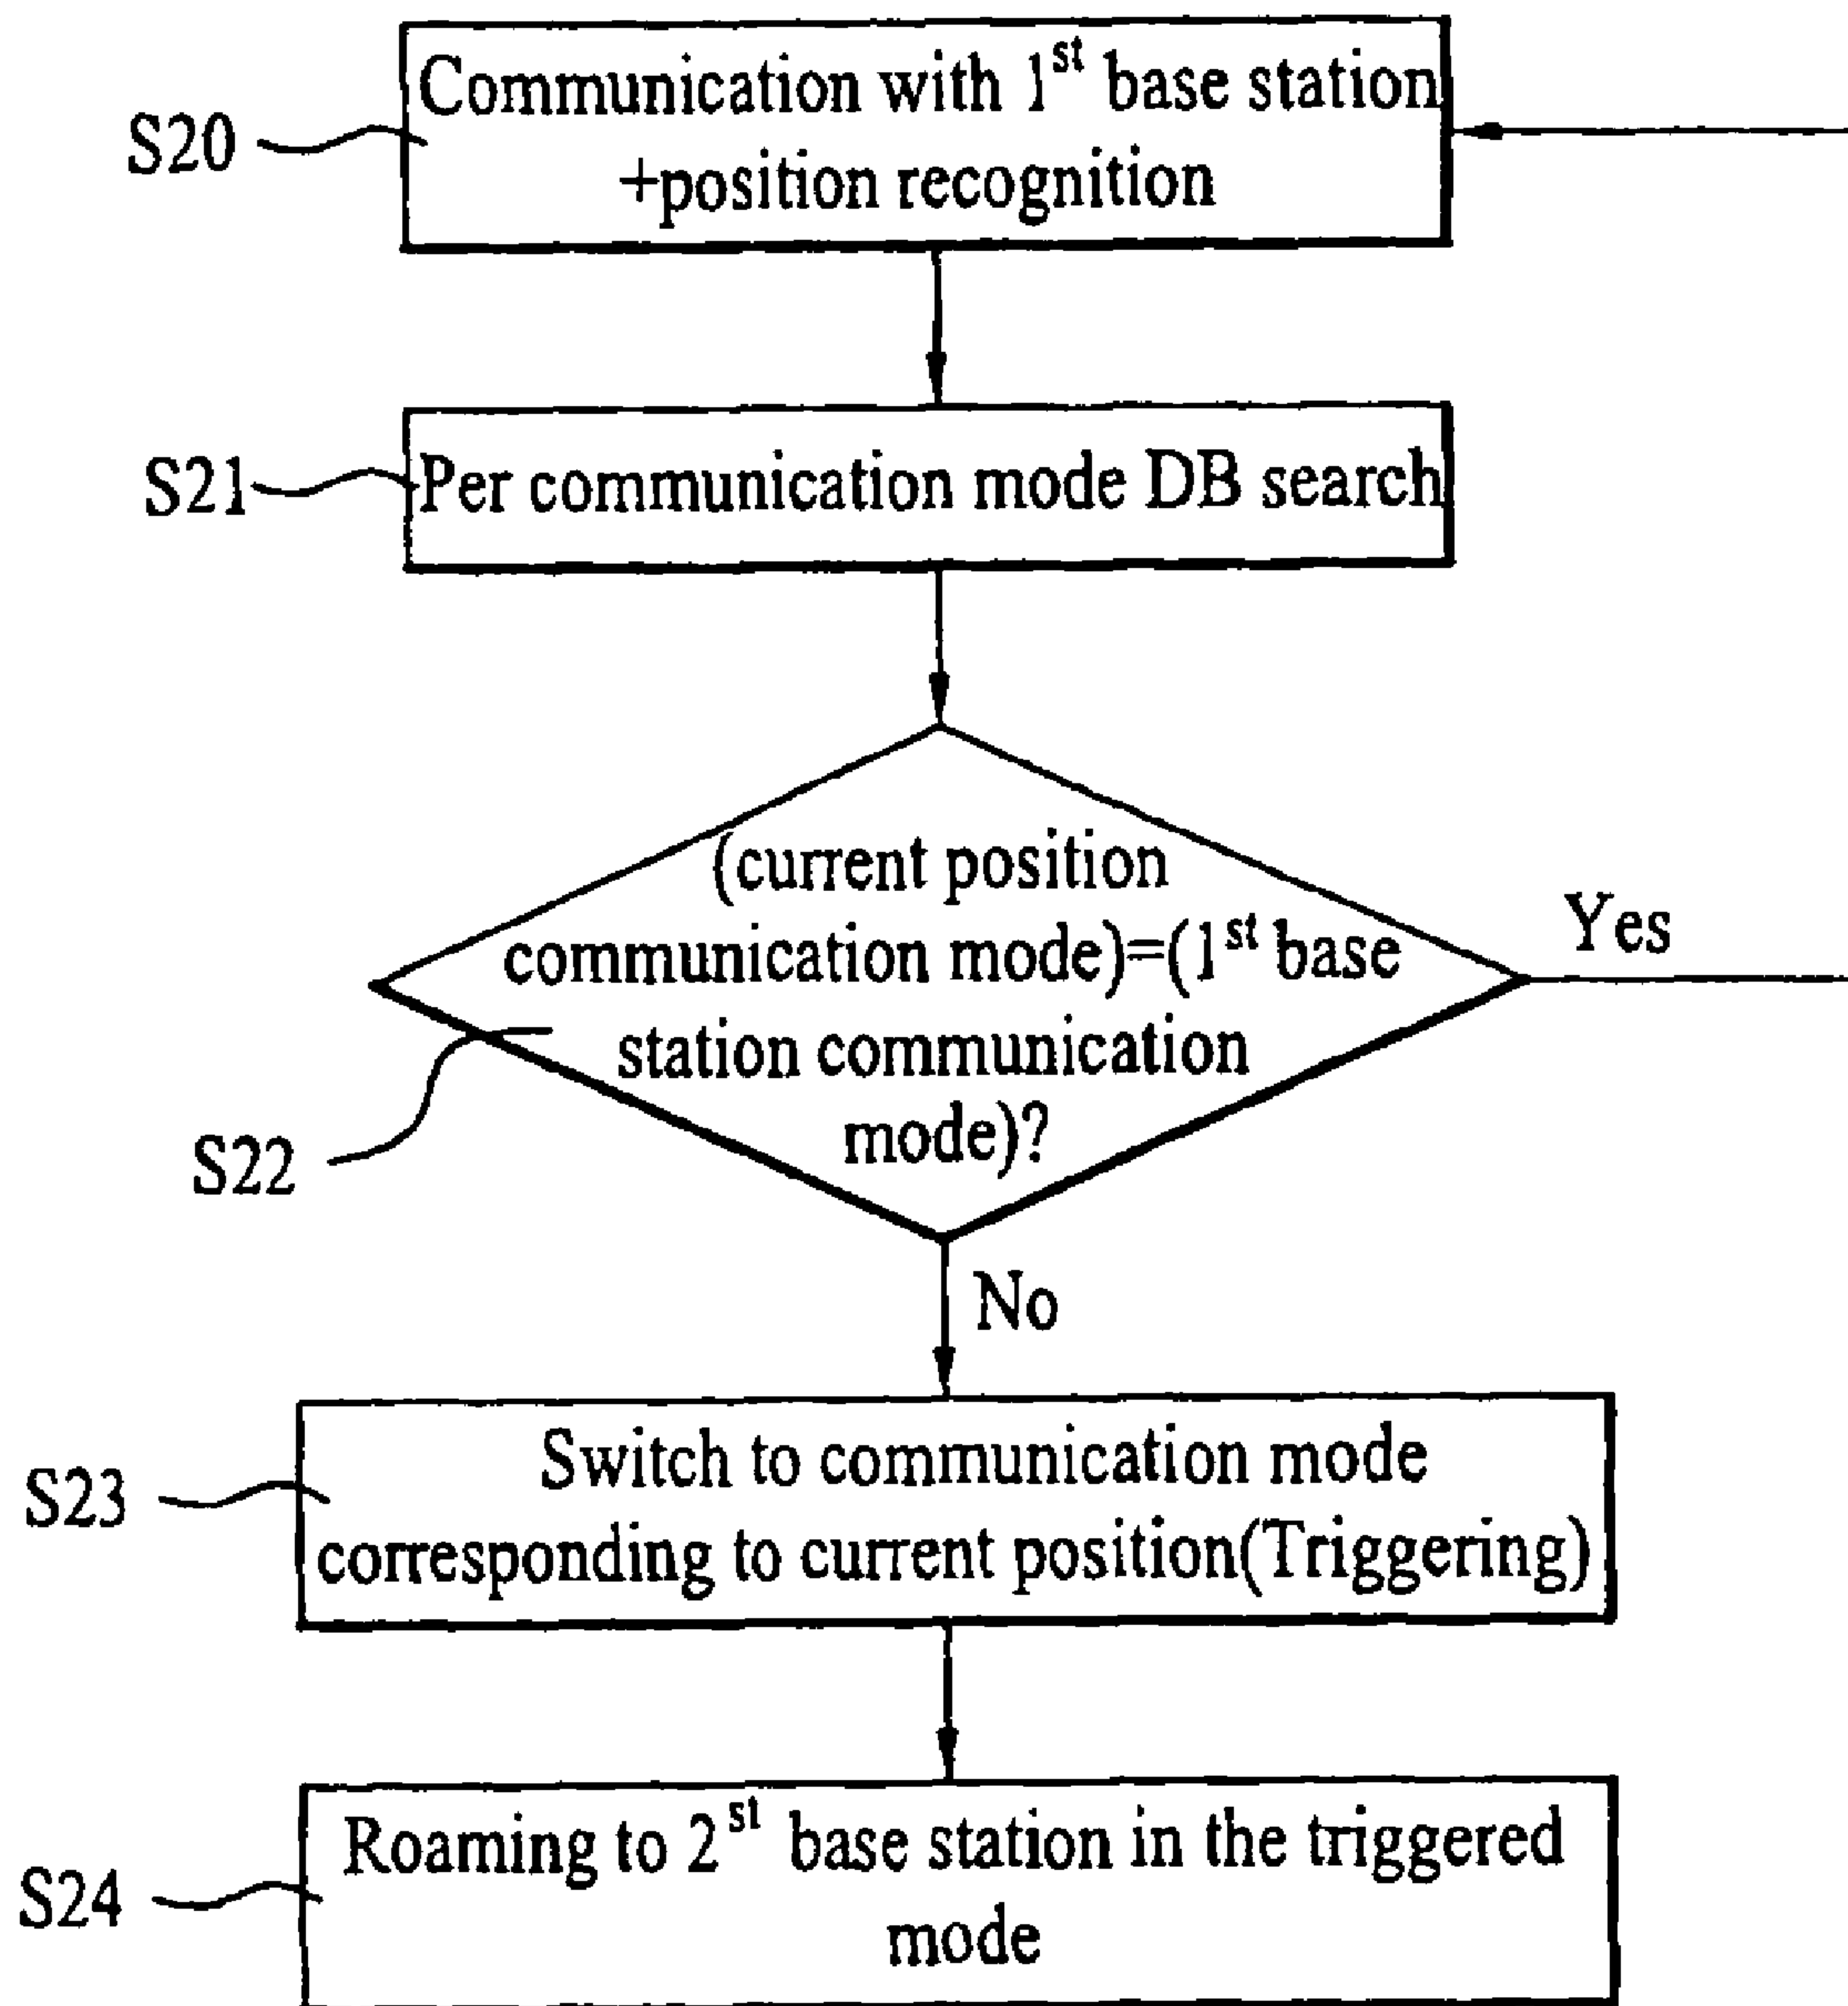 Communication with 1st base station
+position recognition
S20
Per communication mode DB search
S21
(current position
communication mode)=(1st base
station communication
mode)?
Yes
S22
No
Switch to communication mode
corresponding to current position(Triggering)
S23
Roaming to 2st base station in the triggered
mode
S24